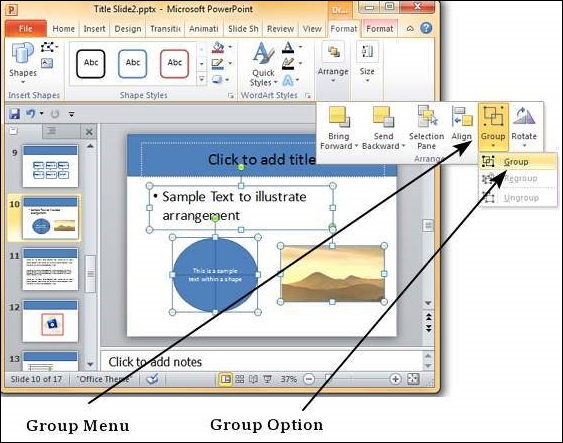 Title Slide2.pptx - Microsoft PowerPoint
Dr...
File Home Insert Design Transitic Animati Slide Sh Review View Format Format
Shapes
Abc Abc Abc
Quick
Styles
Arrange Size
Insert Shapes Shape Styles WordArt Styles
Bring
Forward
Send
Backward
Selection
Pane
Align Group Rotate
Arrange
Group
Regroup
Ungroup
9
10
11
12
13
Click to add title
• Sample Text to illustrate
arrangement
This is a sample
text within a shape
Click to add notes
Slide 10 of 17 "Office Theme" 37%
Group Menu Group Option